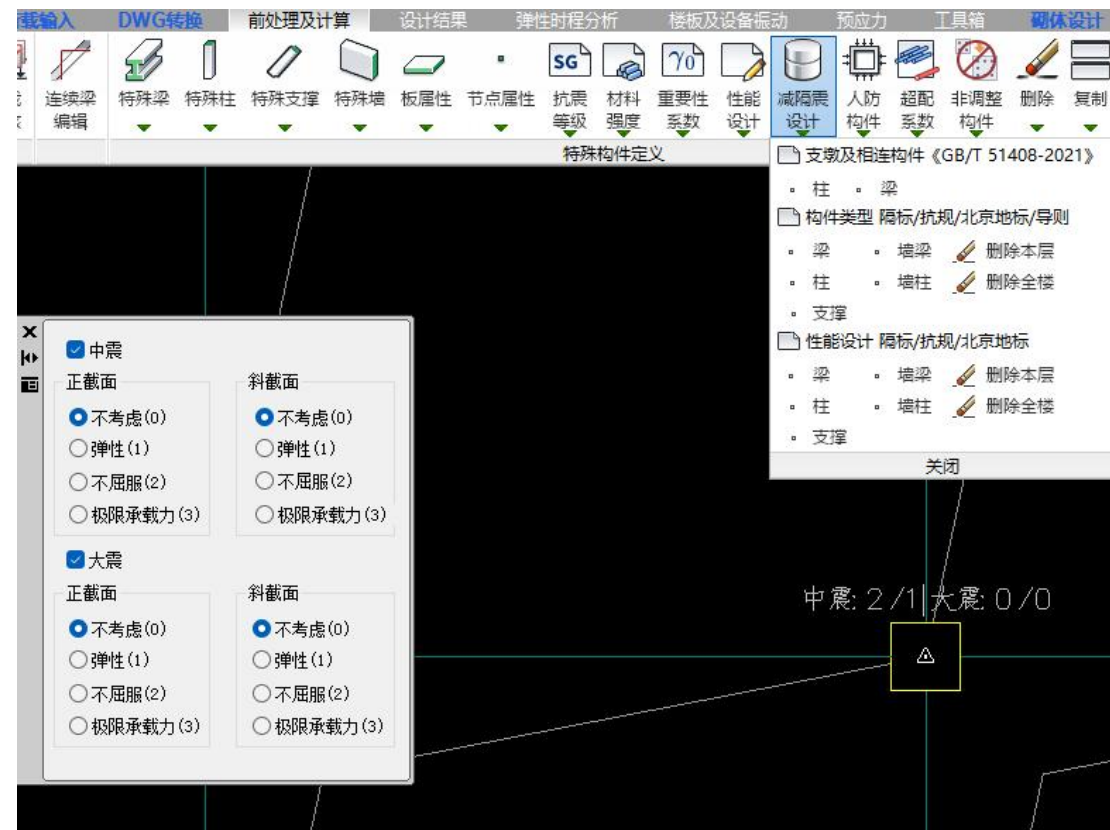 载输入 DWG转换 前处理及计算 设计结果 弹性时程分析 楼板及设备振动 预应力 工具箱 砌体设计
连续梁 特殊梁 特殊柱 特殊支撑 特殊墙 板属性 节点属性 抗震 材料 重要性 性能 减隔震 人防 超配 非调整 删除 复制
编辑 等级 强度 系数 设计 设计 构件 系数 构件
SG γ0
特殊构件定义
支墩及相连构件《GB/T 51408-2021》
柱 梁
构件类型 隔标/抗规/北京地标/导则
梁 墙梁 删除本层
柱 墙柱 删除全楼
支撑
性能设计 隔标/抗规/北京地标
梁 墙梁 删除本层
柱 墙柱 删除全楼
支撑
关闭
中震
正截面 斜截面
不考虑(0) 不考虑(0)
弹性(1) 弹性(1)
不屈服(2) 不屈服(2)
极限承载力(3) 极限承载力(3)
大震
正截面 斜截面
不考虑(0) 不考虑(0)
弹性(1) 弹性(1)
不屈服(2) 不屈服(2)
极限承载力(3) 极限承载力(3)
中震: 2/1|大震: 0/0